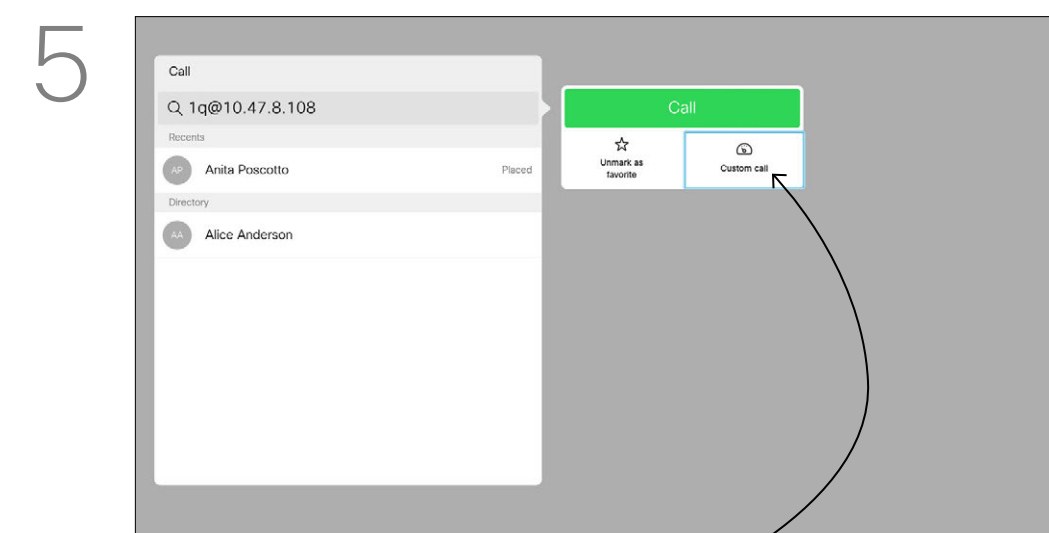 5
Call
1q@10.47.8.108
Recents
AP Anita Poscotto Placed
Directory
AA Alice Anderson
Call
Unmark as
favorite
Custom call